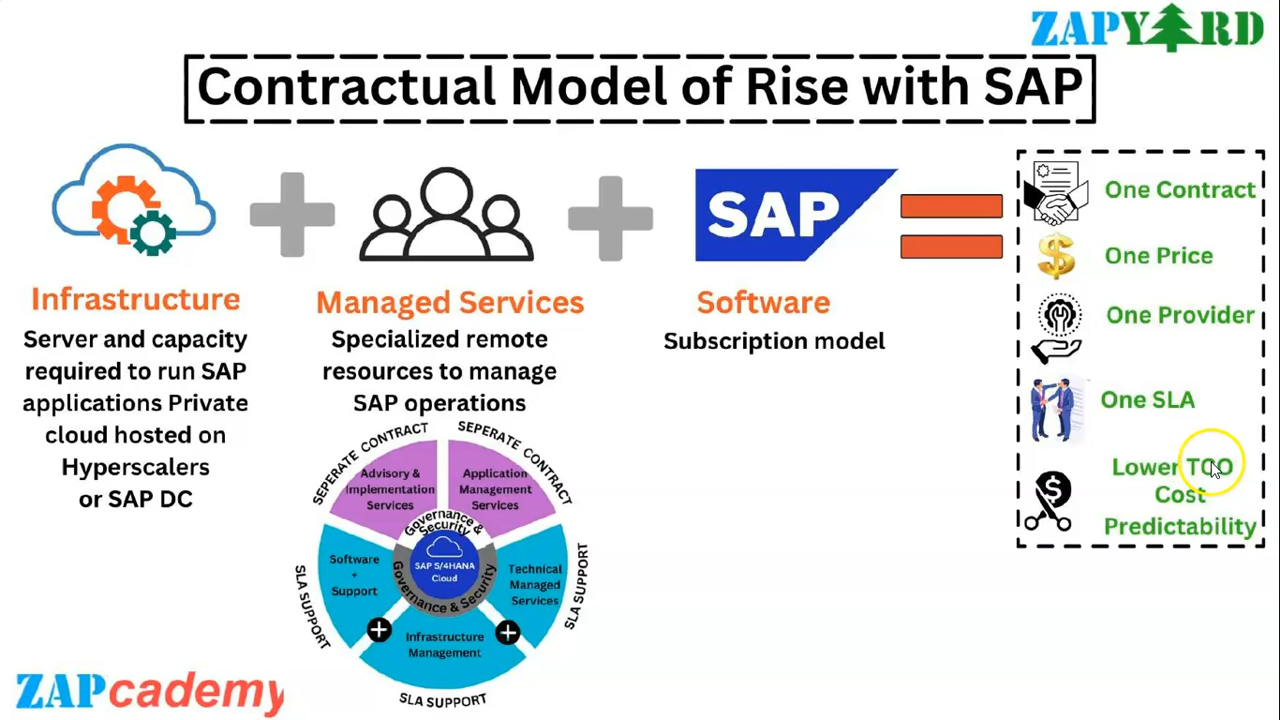 ZAPYARD
Contractual Model of Rise with SAP
SAP
Infrastructure
Server and capacity
required to run SAP
applications Private
cloud hosted on
Hyperscalers
or SAP DC
Managed Services
Specialized remote
resources to manage
SAP operations
Software
Subscription model
One Contract
One Price
One Provider
One SLA
Lower TCO
Cost
Predictability
SEPERATE CONTRACT
SEPERATE CONTRACT
Advisory &
Implementation
Services
Application
Management
Services
Governance &
Security
SAP S/4HANA
Cloud
Governance & Security
Software
+
Support
Technical
Managed
Services
Infrastructure
Management
SLA SUPPORT
SLA SUPPORT
SLA SUPPORT
ZAPcademy